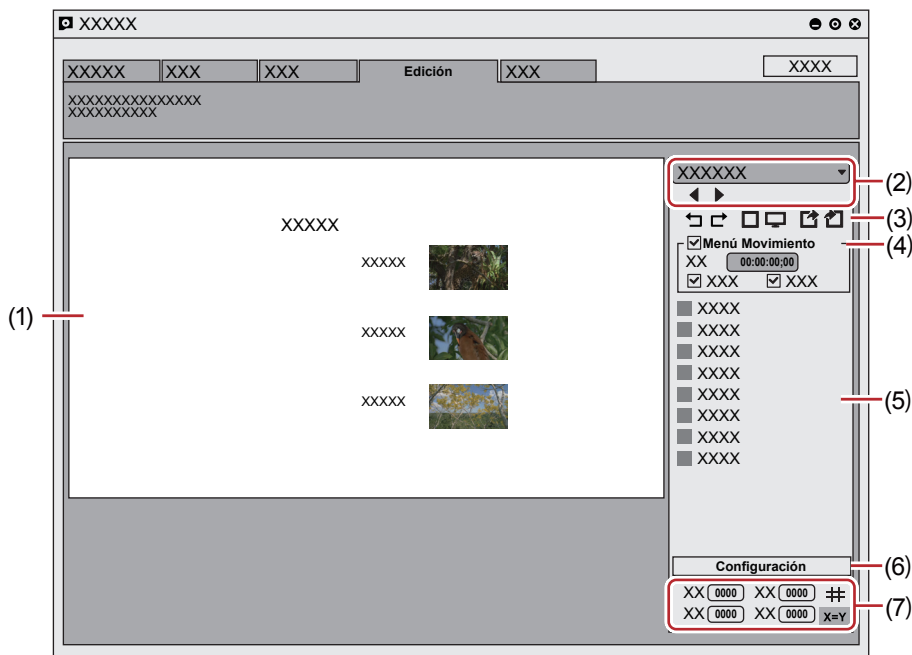 XXXXX
XXXXX XXX XXX Edición XXX XXXX
XXXXXXXXXXXXXXX
XXXXXXXXXX
XXXXXX
(2)
(3)
XXXXX
Menú Movimiento
(4)
XX 00:00:00;00
XXX XXX
XXXXX
(1)
XXXX
XXXX
XXXXX
XXXX
XXXX
XXXX
(5)
XXXXX
XXXX
XXXX
XXXX
Configuración
(6)
XX 0000 XX 0000
(7)
XX 0000 XX 0000 X=Y